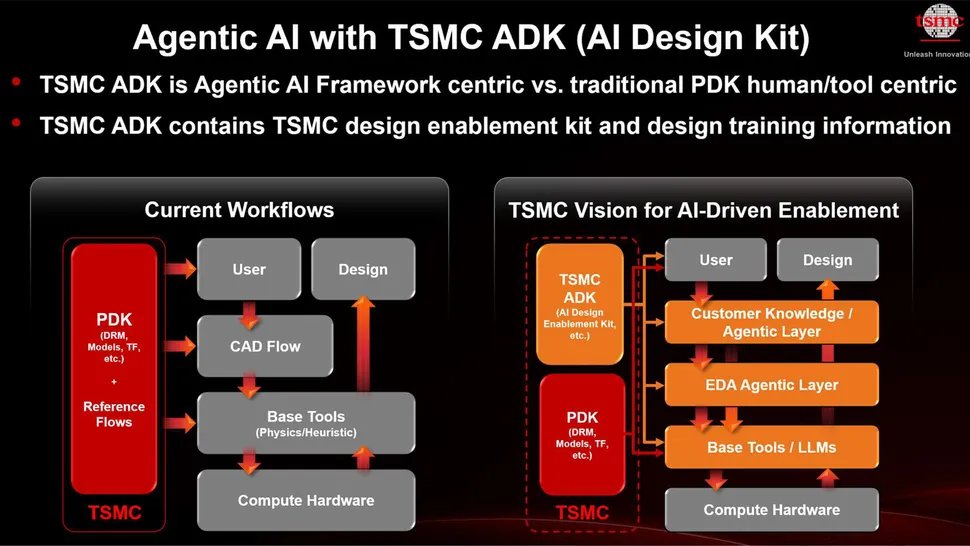 Agentic AI with TSMC ADK (AI Design Kit)
tsmc
Unleash Innovation
• TSMC ADK is Agentic AI Framework centric vs. traditional PDK human/tool centric
• TSMC ADK contains TSMC design enablement kit and design training information
Current Workflows
PDK
(DRM,
Models, TF,
etc.)
+
Reference
Flows
TSMC
User
Design
CAD Flow
Base Tools
(Physics/Heuristic)
Compute Hardware
TSMC Vision for AI-Driven Enablement
TSMC
ADK
(AI Design
Enablement Kit,
etc.)
PDK
(DRM,
Models, TF,
etc.)
TSMC
User
Design
Customer Knowledge /
Agentic Layer
EDA Agentic Layer
Base Tools / LLMs
Compute Hardware